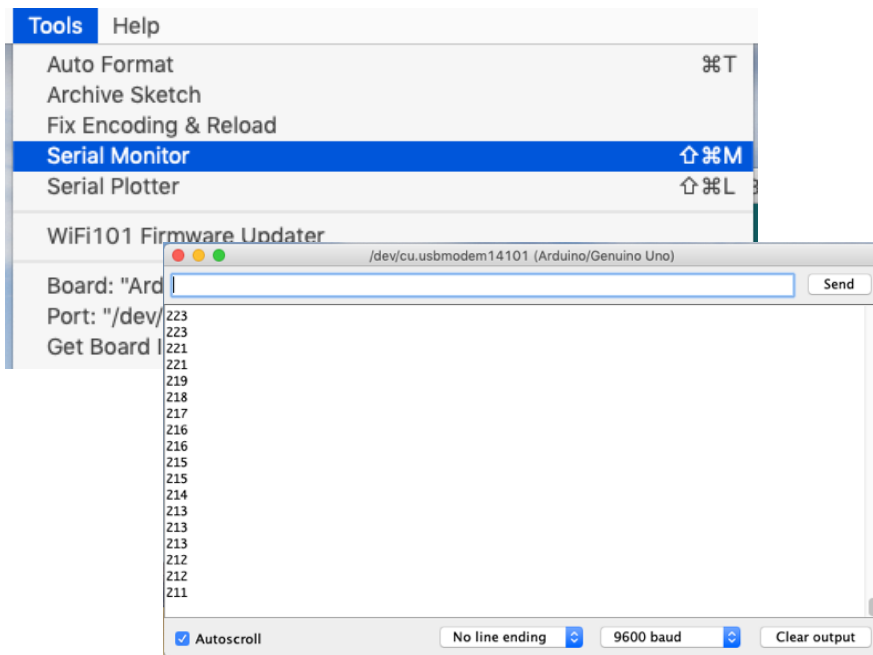 Tools Help
Auto Format ⌘T
Archive Sketch
Fix Encoding & Reload
Serial Monitor ⇧⌘M
Serial Plotter ⇧⌘L
WiFi101 Firmware Updater
Board: "Ard
Port: "/dev/
Get Board I
/dev/cu.usbmodem14101 (Arduino/Genuino Uno)
Send
223
223
221
221
219
218
217
216
216
215
215
214
213
213
213
212
212
211
Autoscroll No line ending 9600 baud Clear output